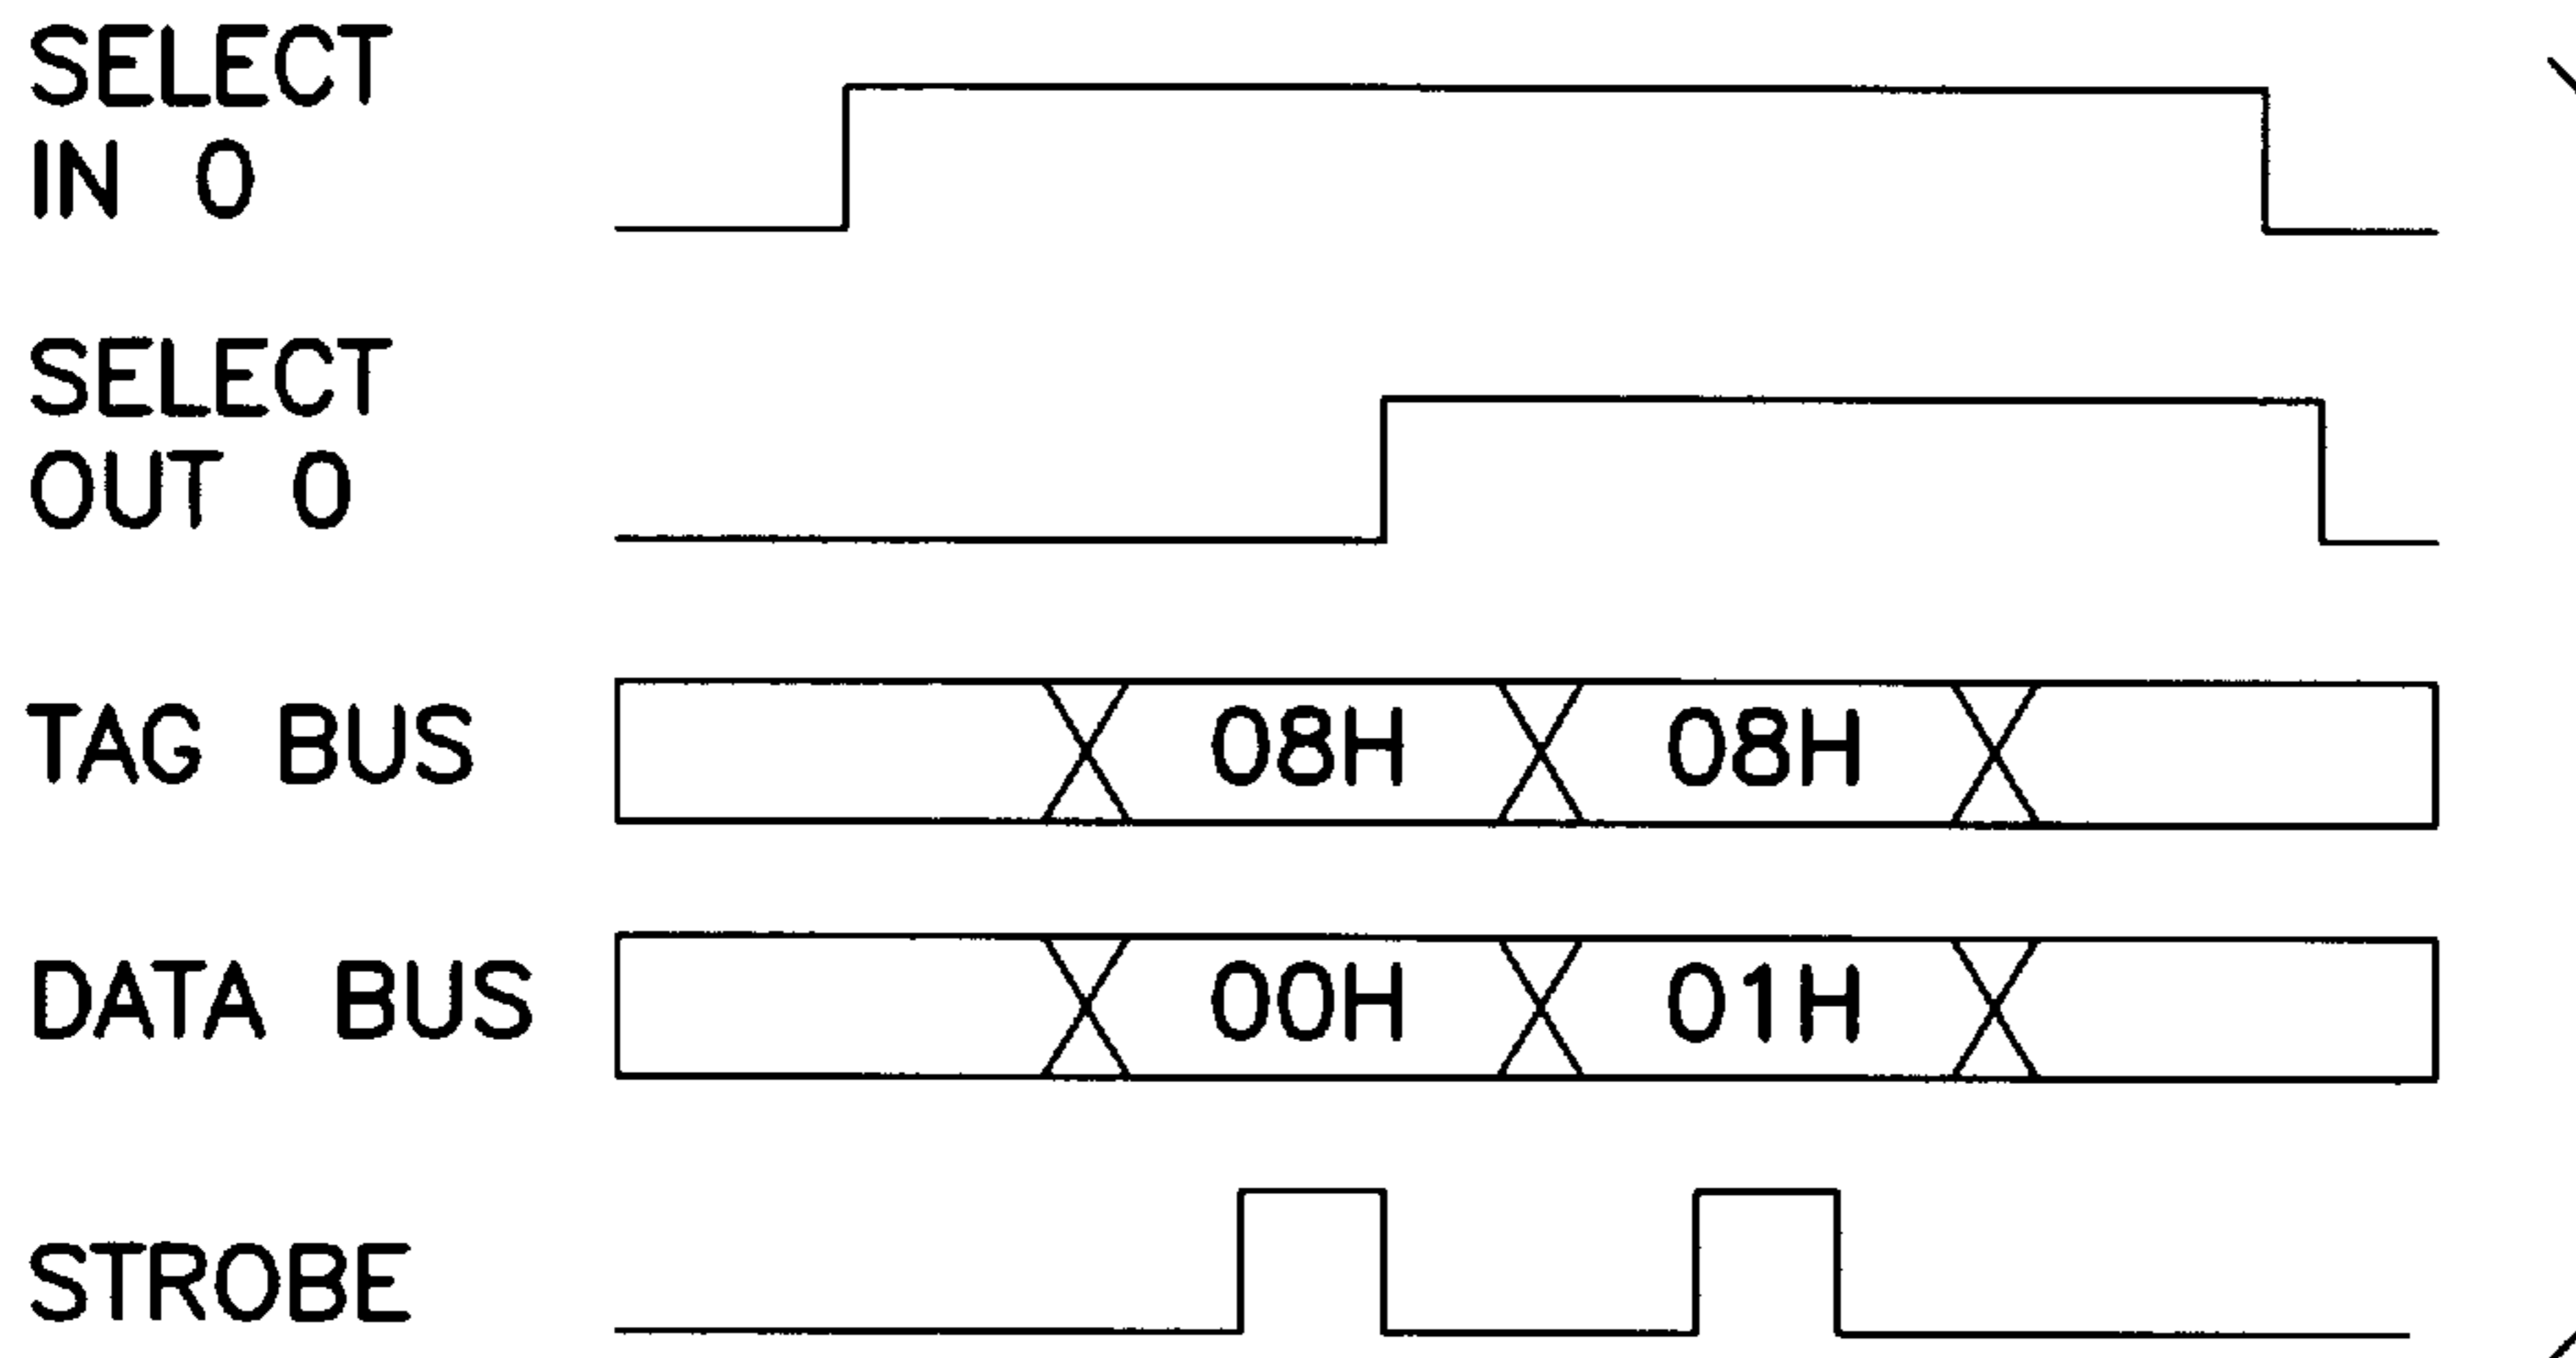 SELECT
IN 0
SELECT
OUT 0
TAG BUS 08H 08H
DATA BUS 00H 01H
STROBE